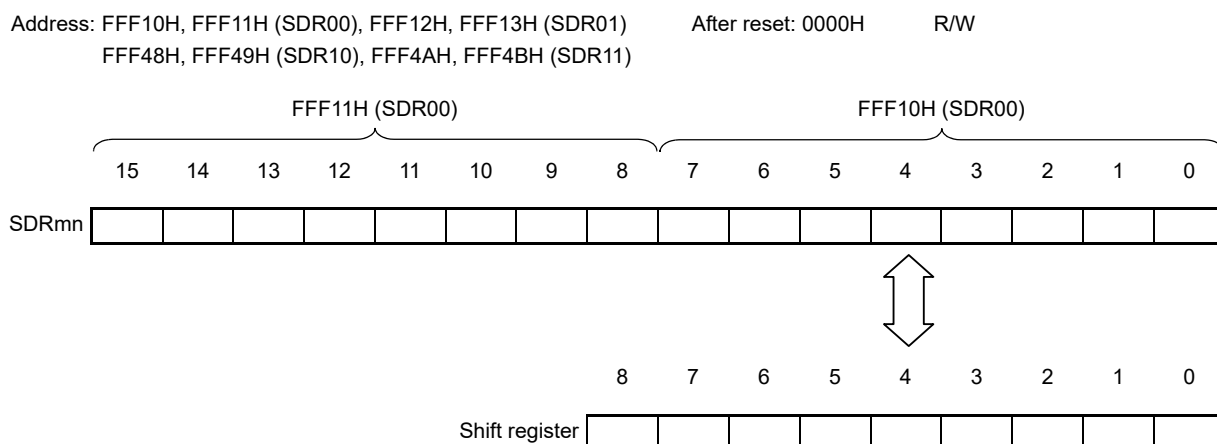 Address: FFF10H, FFF11H (SDR00), FFF12H, FFF13H (SDR01) After reset: 0000H R/W
FFF48H, FFF49H (SDR10), FFF4AH, FFF4BH (SDR11)
FFF11H (SDR00) FFF10H (SDR00)
15 14 13 12 11 10 9 8 7 6 5 4 3 2 1 0
SDRmn
8 7 6 5 4 3 2 1 0
Shift register